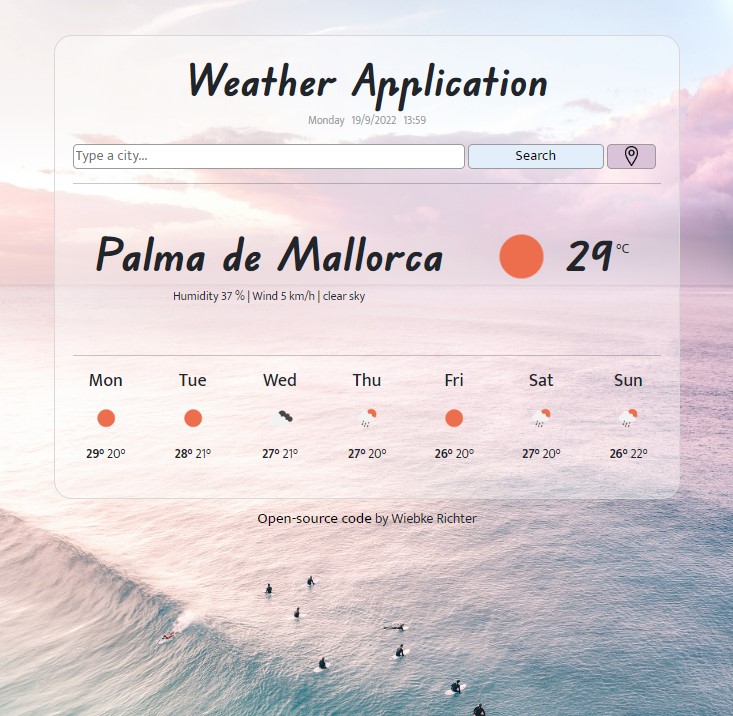 Weather Application
Monday 19/9/2022 13:59
Type a city... Search
Palma de Mallorca 29 °C
Humidity 37 % | Wind 5 km/h | clear sky
Mon Tue Wed Thu Fri Sat Sun
29° 20° 28° 21° 27° 21° 27° 20° 26° 20° 27° 20° 26° 22°
Open-source code by Wiebke Richter